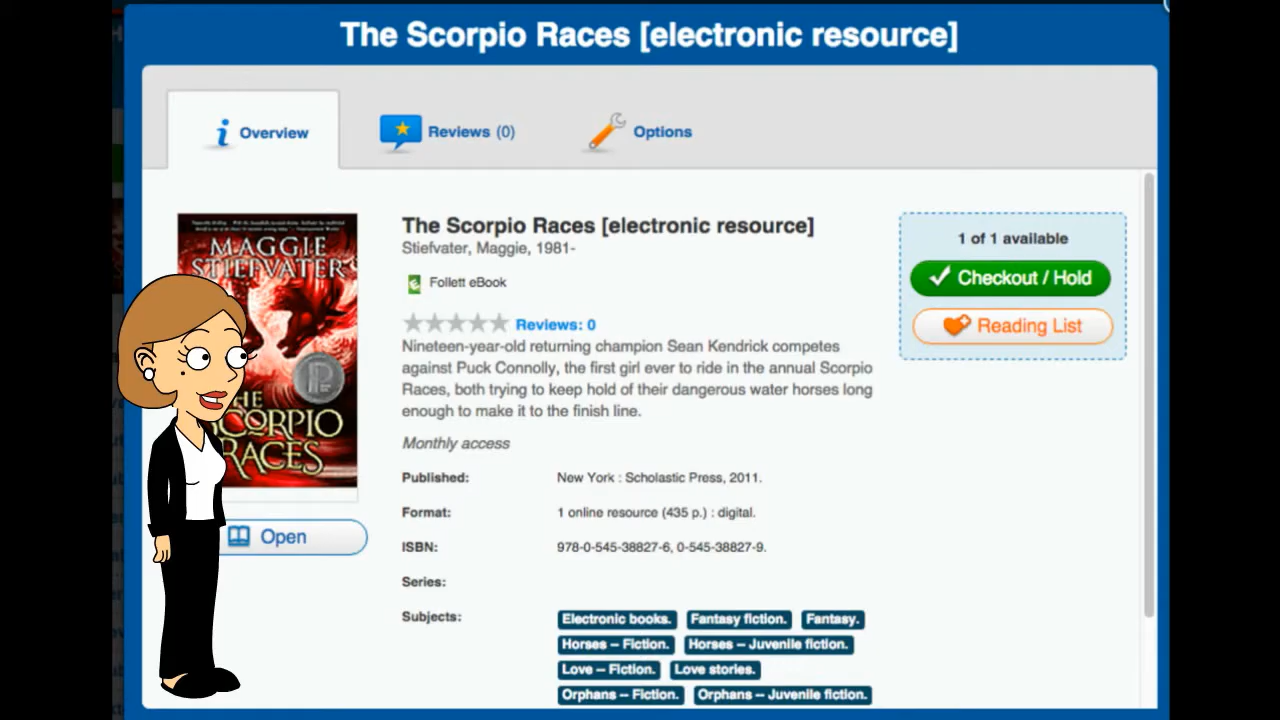 The Scorpio Races [electronic resource]
Overview
Reviews (0)
Options
The Scorpio Races [electronic resource]
Stiefvater, Maggie, 1981-
Follett eBook
Reviews: 0
Nineteen-year-old returning champion Sean Kendrick competes
against Puck Connolly, the first girl ever to ride in the annual Scorpio
Races, both trying to keep hold of their dangerous water horses long
enough to make it to the finish line.
Monthly access
Published: New York : Scholastic Press, 2011.
Format: 1 online resource (435 p.) : digital.
ISBN: 978-0-545-38827-6, 0-545-38827-9.
Series:
Subjects: Electronic books. Fantasy fiction. Fantasy.
Horses -- Fiction. Horses -- Juvenile fiction.
Love -- Fiction. Love stories.
Orphans -- Fiction. Orphans -- Juvenile fiction.
1 of 1 available
Checkout / Hold
Reading List
MAGGIE
STIEFVATER
THE
SCORPIO
RACES
Open